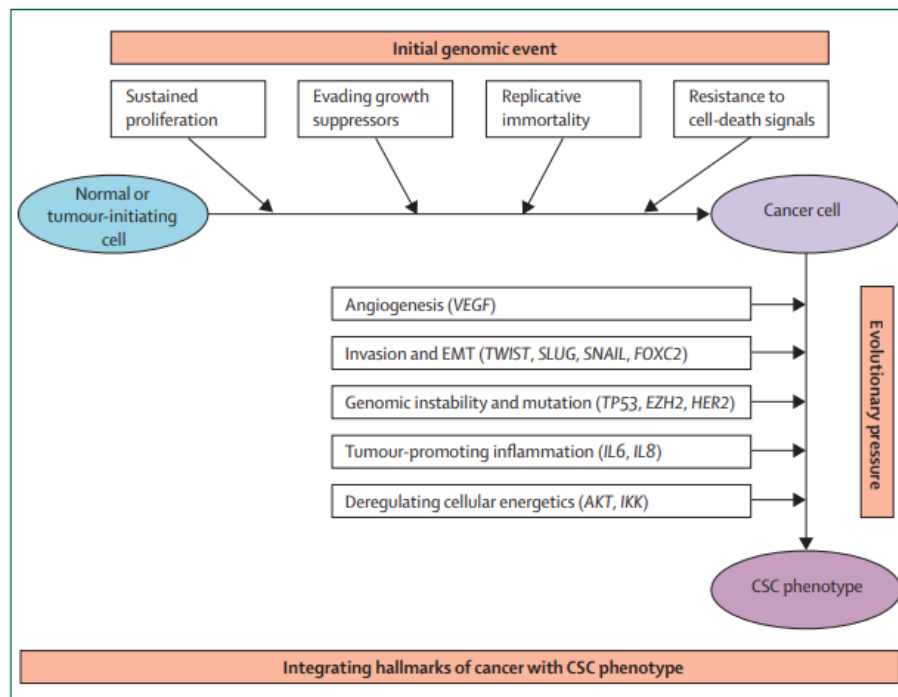 Initial genomic event
Sustained
proliferation
Evading growth
suppressors
Replicative
immortality
Resistance to
cell-death signals
Normal or
tumour-initiating
cell
Cancer cell
Angiogenesis (VEGF)
Invasion and EMT (TWIST, SLUG, SNAIL, FOXC2)
Genomic instability and mutation (TP53, EZH2, HER2)
Tumour-promoting inflammation (IL6, IL8)
Deregulating cellular energetics (AKT, IKK)
Evolutionary pressure
CSC phenotype
Integrating hallmarks of cancer with CSC phenotype